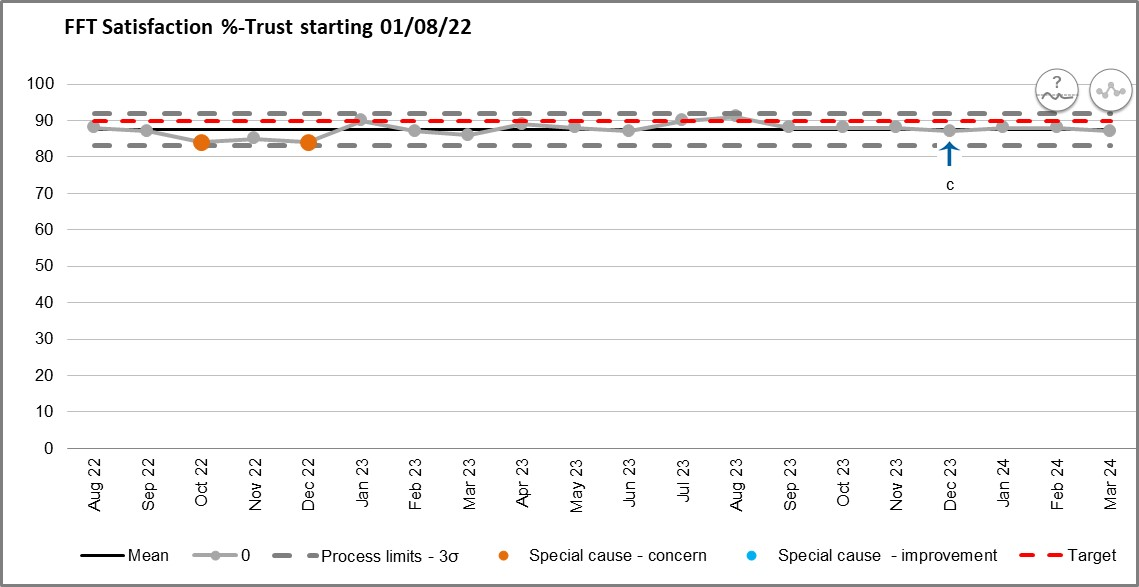 FFT Satisfaction %-Trust starting 01/08/22
100
90
80
70
60
50
40
30
20
10
0
?
c
Aug 22
Sep 22
Oct 22
Nov 22
Dec 22
Jan 23
Feb 23
Mar 23
Apr 23
May 23
Jun 23
Jul 23
Aug 23
Sep 23
Oct 23
Nov 23
Dec 23
Jan 24
Feb 24
Mar 24
Mean 0 Process limits - 3σ Special cause - concern Special cause - improvement Target